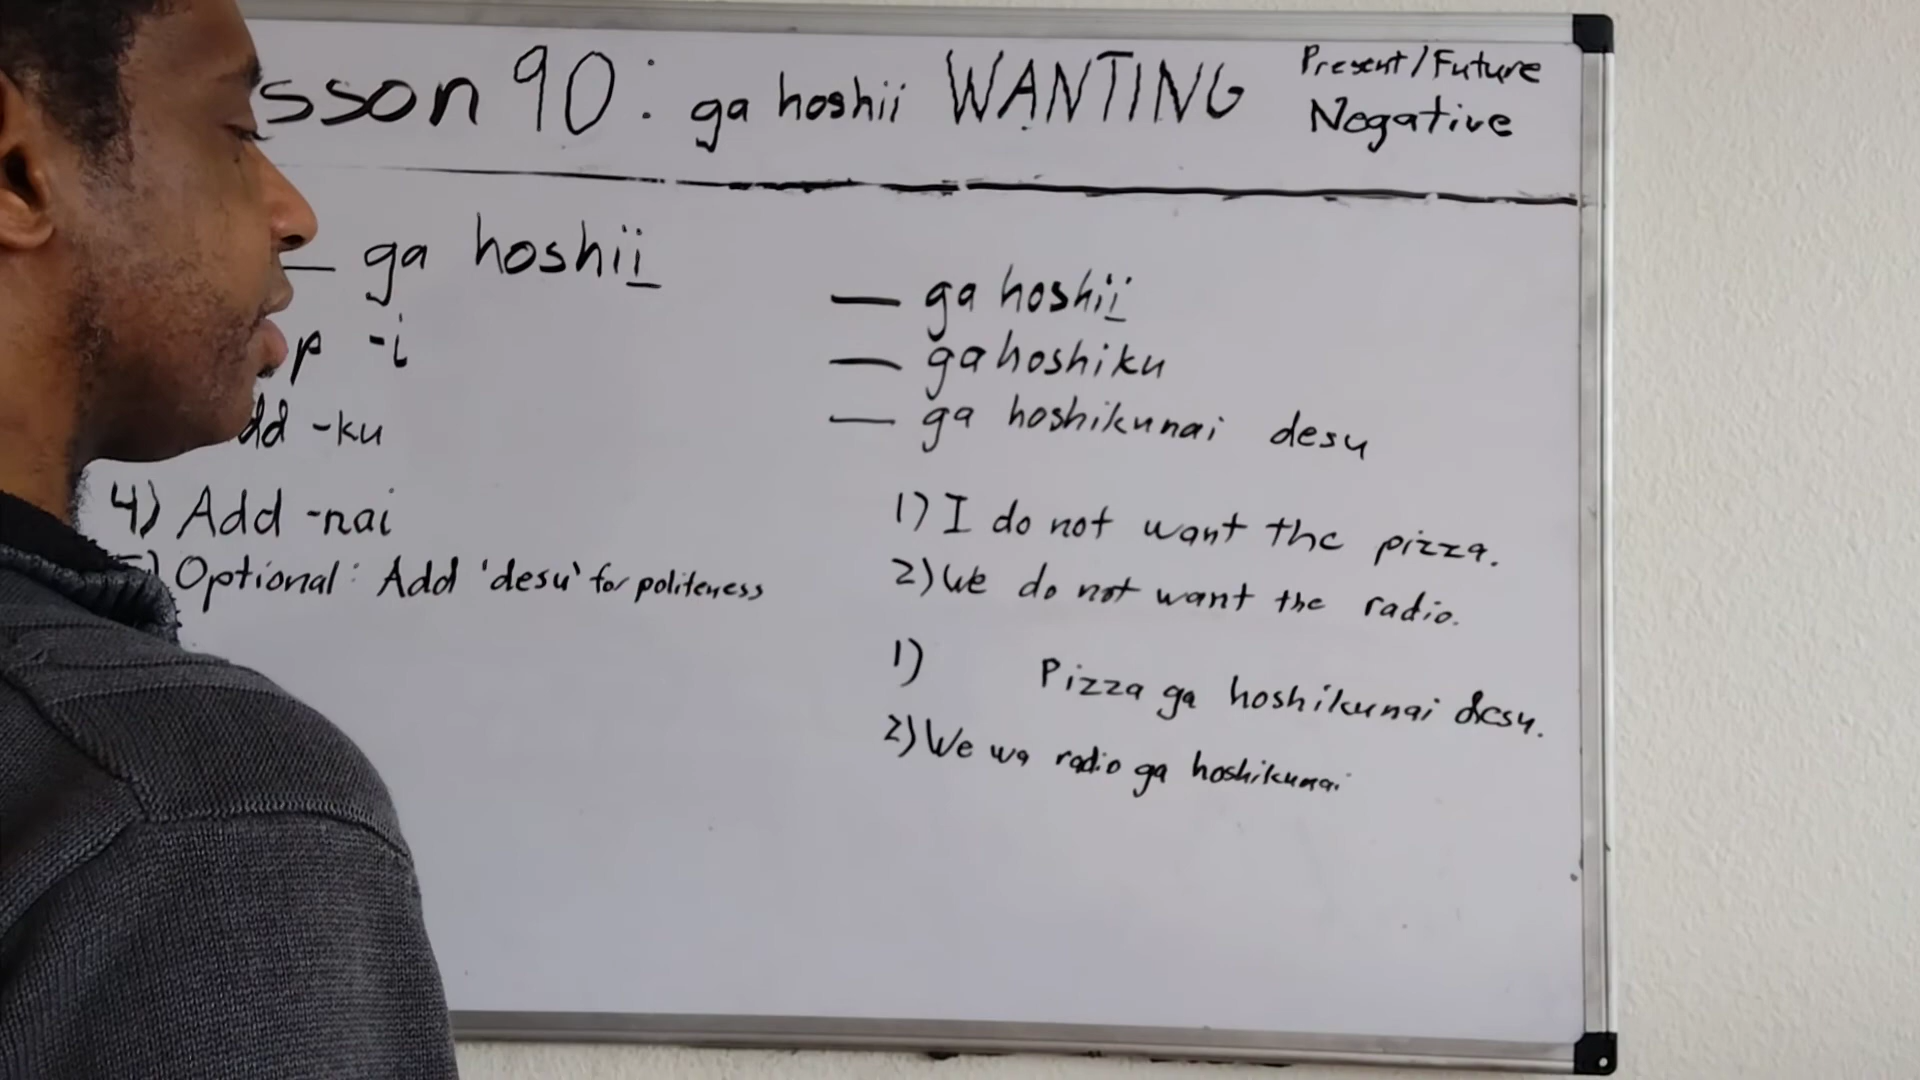 sson 90: ga hoshii WANTING
Present/Future
Negative
— ga hoshii
p -i
dd -ku
4) Add -nai
) Optional: Add 'desu' for politeness
— ga hoshii
— ga hoshiku
— ga hoshikunai desu
1) I do not want the pizza.
2) We do not want the radio.
1) Pizza ga hoshikunai desu.
2) We wa radio ga hoshikunai